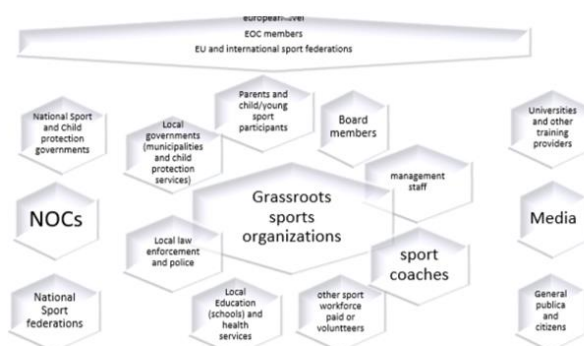 european level
EOC members
EU and international sport federations
National Sport
and Child
protection
governments
Local
governments
(municipalities
and child
protection
services)
Parents and
child/young
sport
participants
Board
members
Universities
and other
training
providers
management
staff
NOCs
Grassroots
sports
organizations
Media
Local law
enforcement
and police
sport
coaches
National
Sport
federations
Local
Education
(schools) and
health
services
other sport
workforce
paid or
volunteers
General
publica
and
citizens